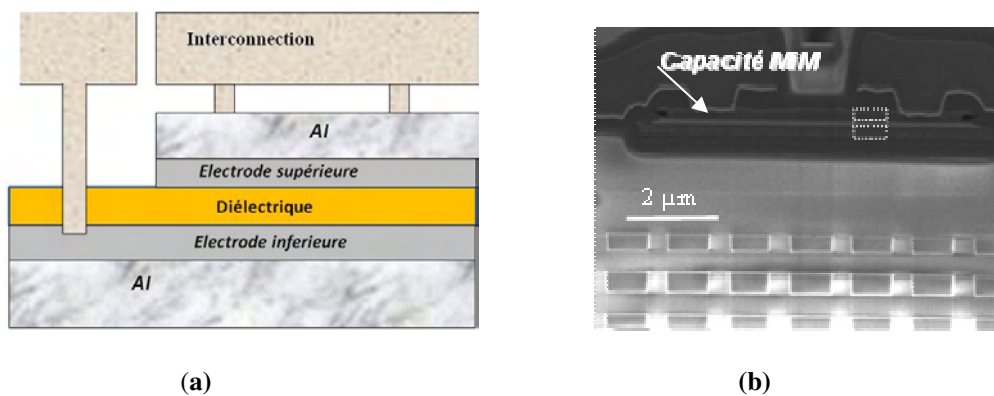 Interconnection
Al
Electrode supérieure
Diélectrique
Electrode inferieure
Al
Capacité MIM
2 μm
(a)
(b)